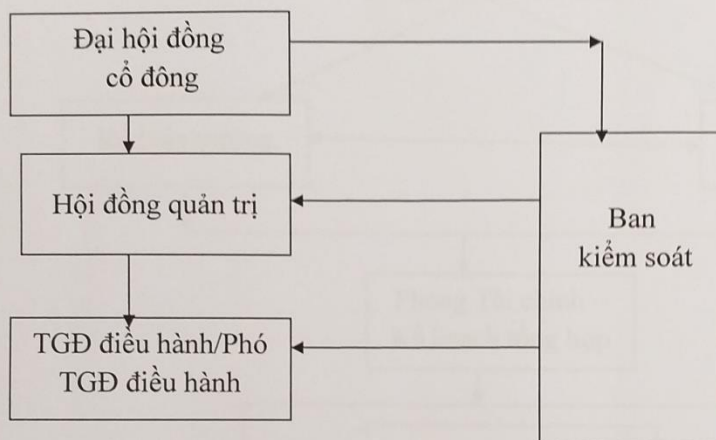 Đại hội đồng
cổ đông
Hội đồng quản trị
Ban
kiểm soát
TGĐ điều hành/Phó
TGĐ điều hành